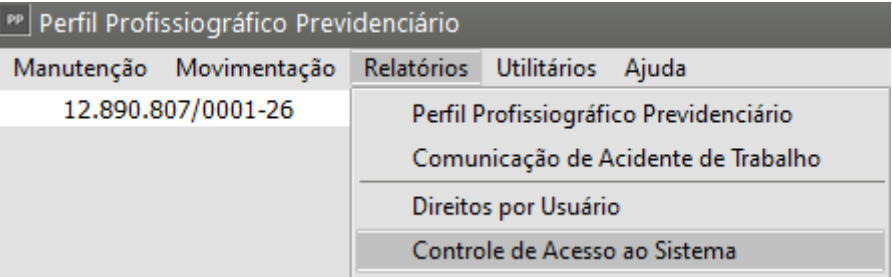 PP Perfil Profissiográfico Previdenciário
Manutenção Movimentação Relatórios Utilitários Ajuda
12.890.807/0001-26
Perfil Profissiográfico Previdenciário
Comunicação de Acidente de Trabalho
Direitos por Usuário
Controle de Acesso ao Sistema